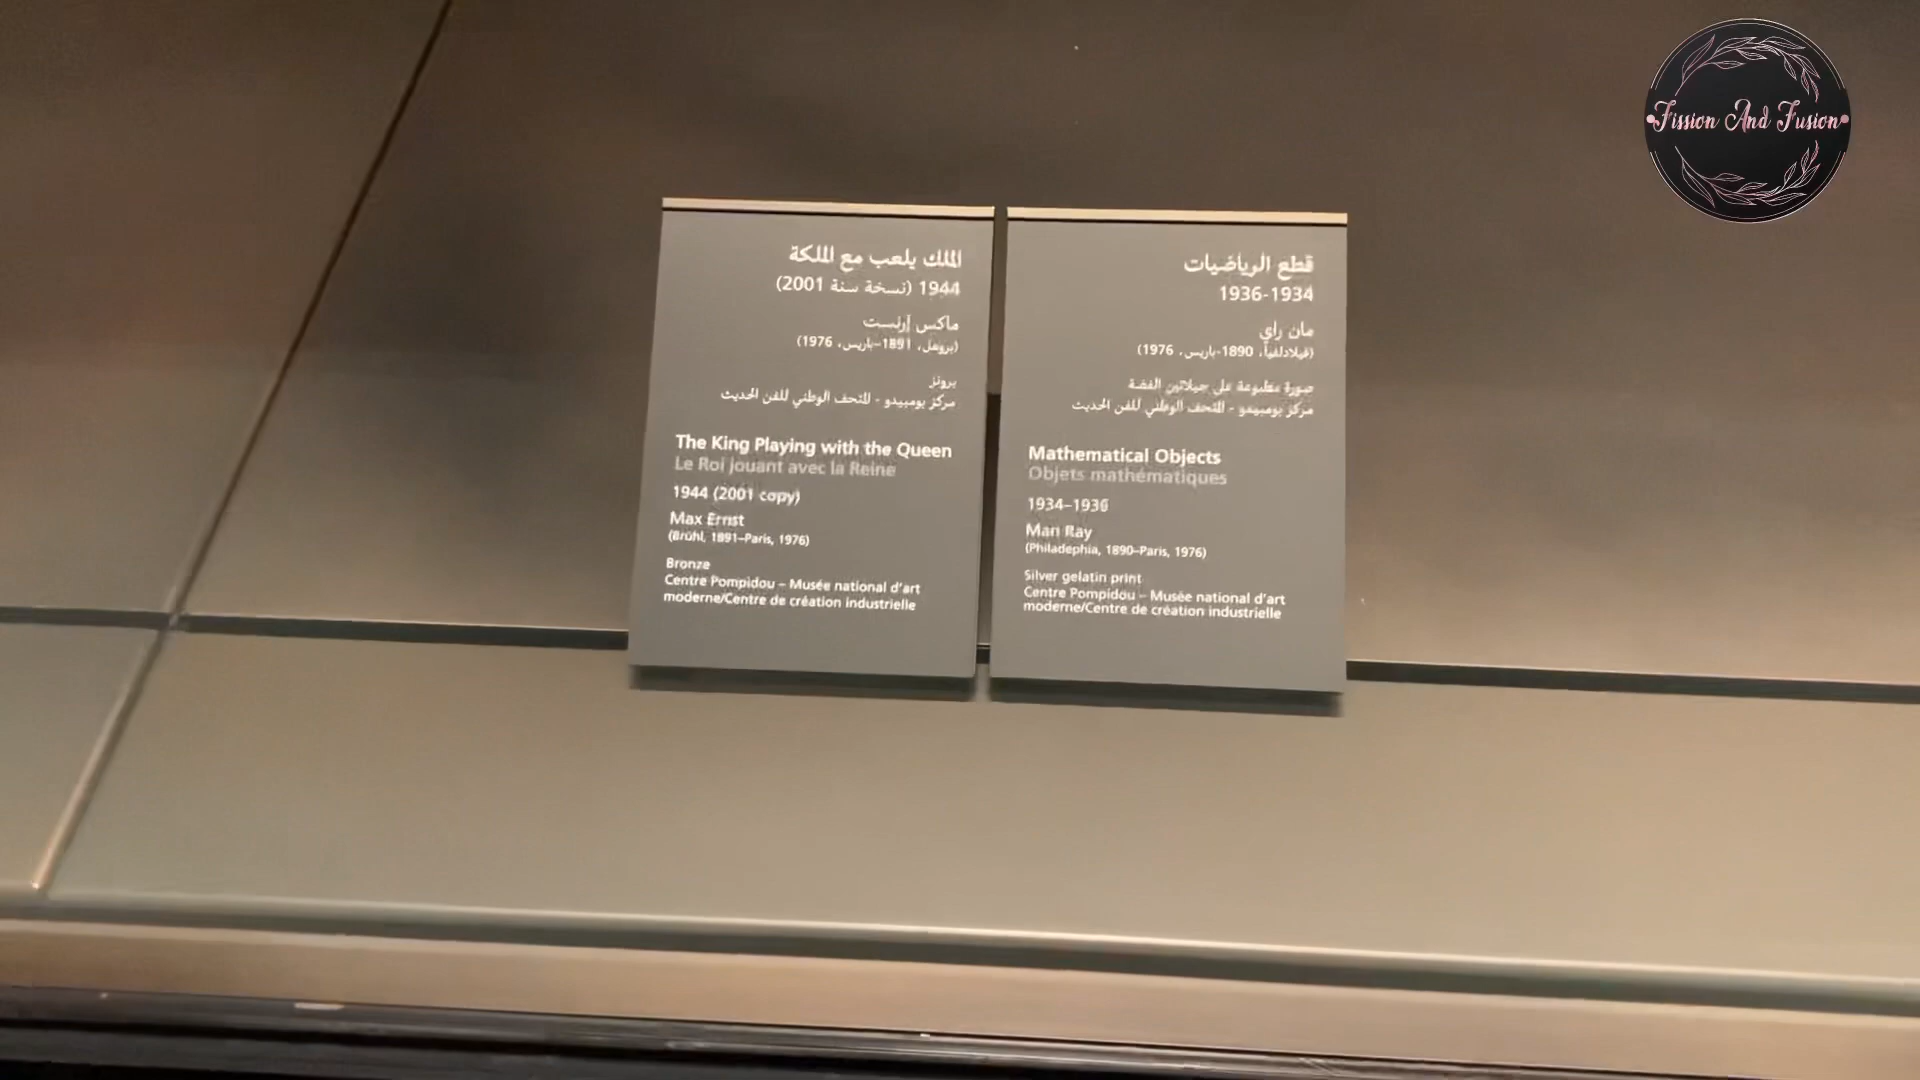 الملك يلعب مع الملكة
1944 (نسخة سنة 2001)
ماكس إرنست
(بروهل، 1891–باريس، 1976)
برونز
مركز بومبيدو - المتحف الوطني للفن الحديث
The King Playing with the Queen
Le Roi jouant avec la Reine
1944 (2001 copy)
Max Ernst
(Brühl, 1891–Paris, 1976)
Bronze
Centre Pompidou – Musée national d'art
moderne/Centre de création industrielle
قطع الرياضيات
1936-1934
مان راي
(فيلادلفيا، 1890-باريس، 1976)
صورة مطبوعة على جيلاتين الفضة
مركز بومبيدو - المتحف الوطني للفن الحديث
Mathematical Objects
Objets mathématiques
1934–1936
Man Ray
(Philadephia, 1890–Paris, 1976)
Silver gelatin print
Centre Pompidou – Musée national d'art
moderne/Centre de création industrielle
Fission And Fusion